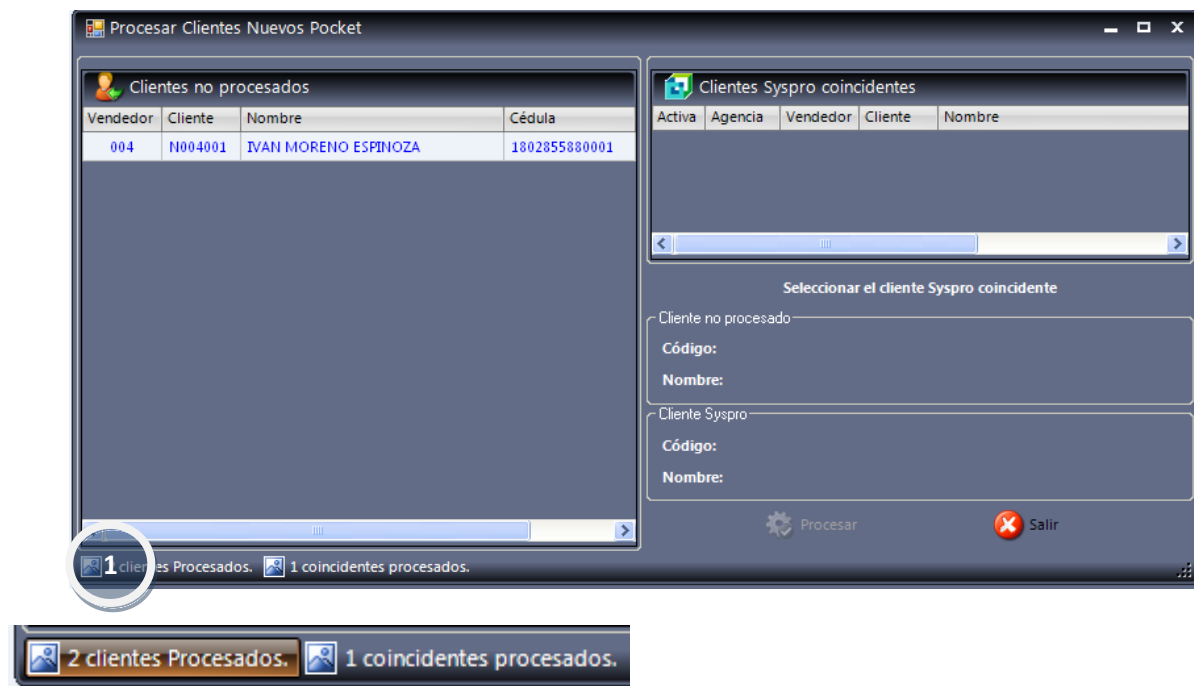 Procesar Clientes Nuevos Pocket
Clientes no procesados
Vendedor Cliente Nombre Cédula
004 N004001 IVAN MORENO ESPINOZA 1802855880001
Clientes Syspro coincidentes
Activa Agencia Vendedor Cliente Nombre
Seleccionar el cliente Syspro coincidente
Cliente no procesado
Código:
Nombre:
Cliente Syspro
Código:
Nombre:
Procesar Salir
1 clientes Procesados. 1 coincidentes procesados.
2 clientes Procesados. 1 coincidentes procesados.